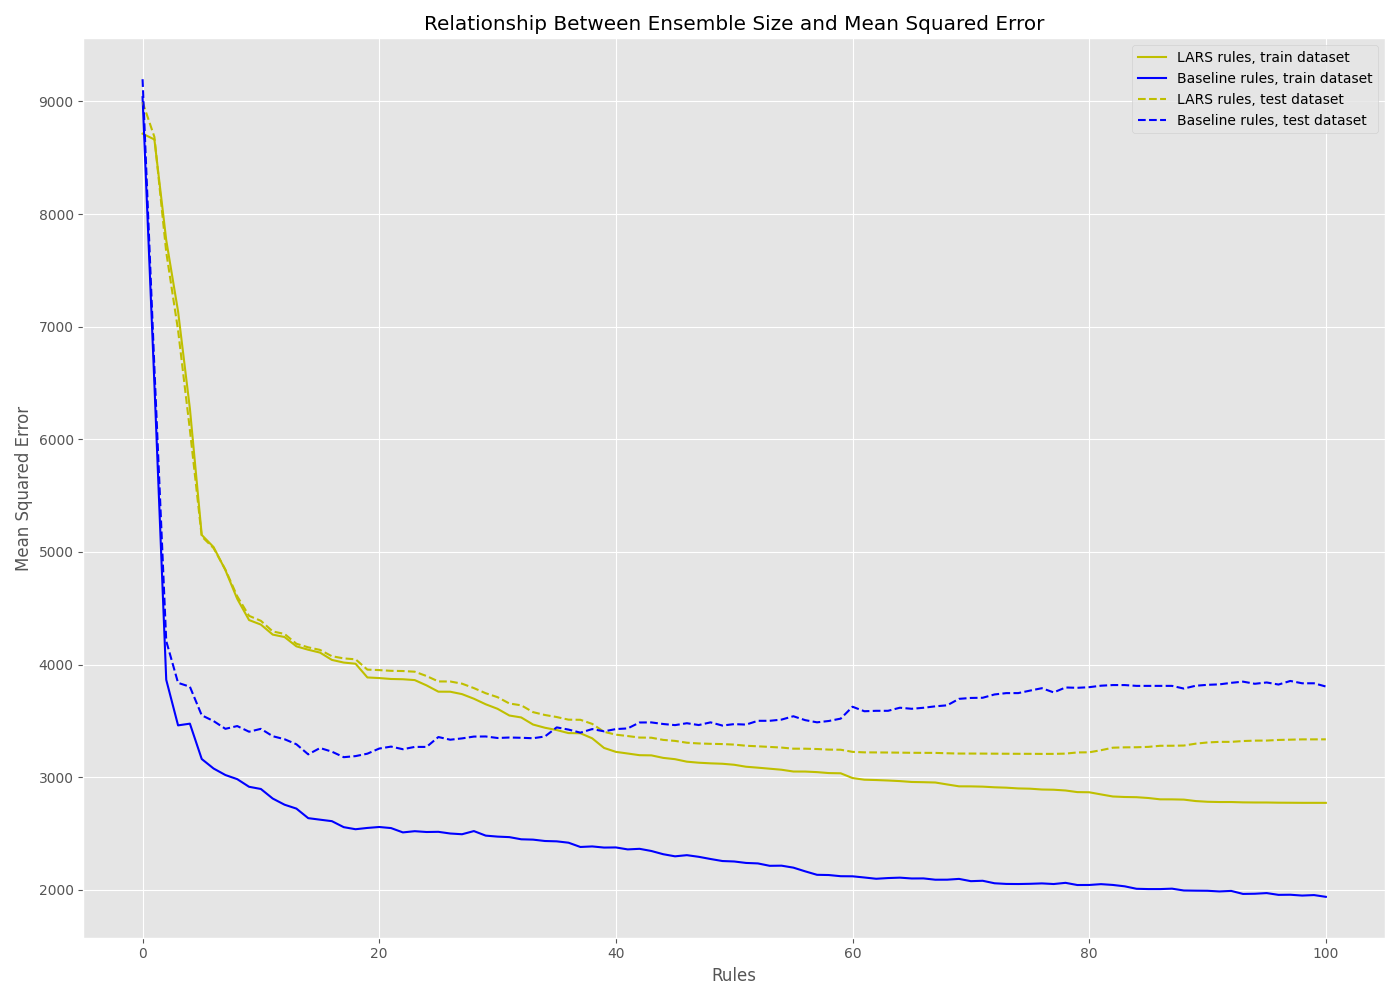 Relationship Between Ensemble Size and Mean Squared Error
LARS rules, train dataset
Baseline rules, train dataset
LARS rules, test dataset
Baseline rules, test dataset
Mean Squared Error
9000
8000
7000
6000
5000
4000
3000
2000
0 20 40 60 80 100
Rules